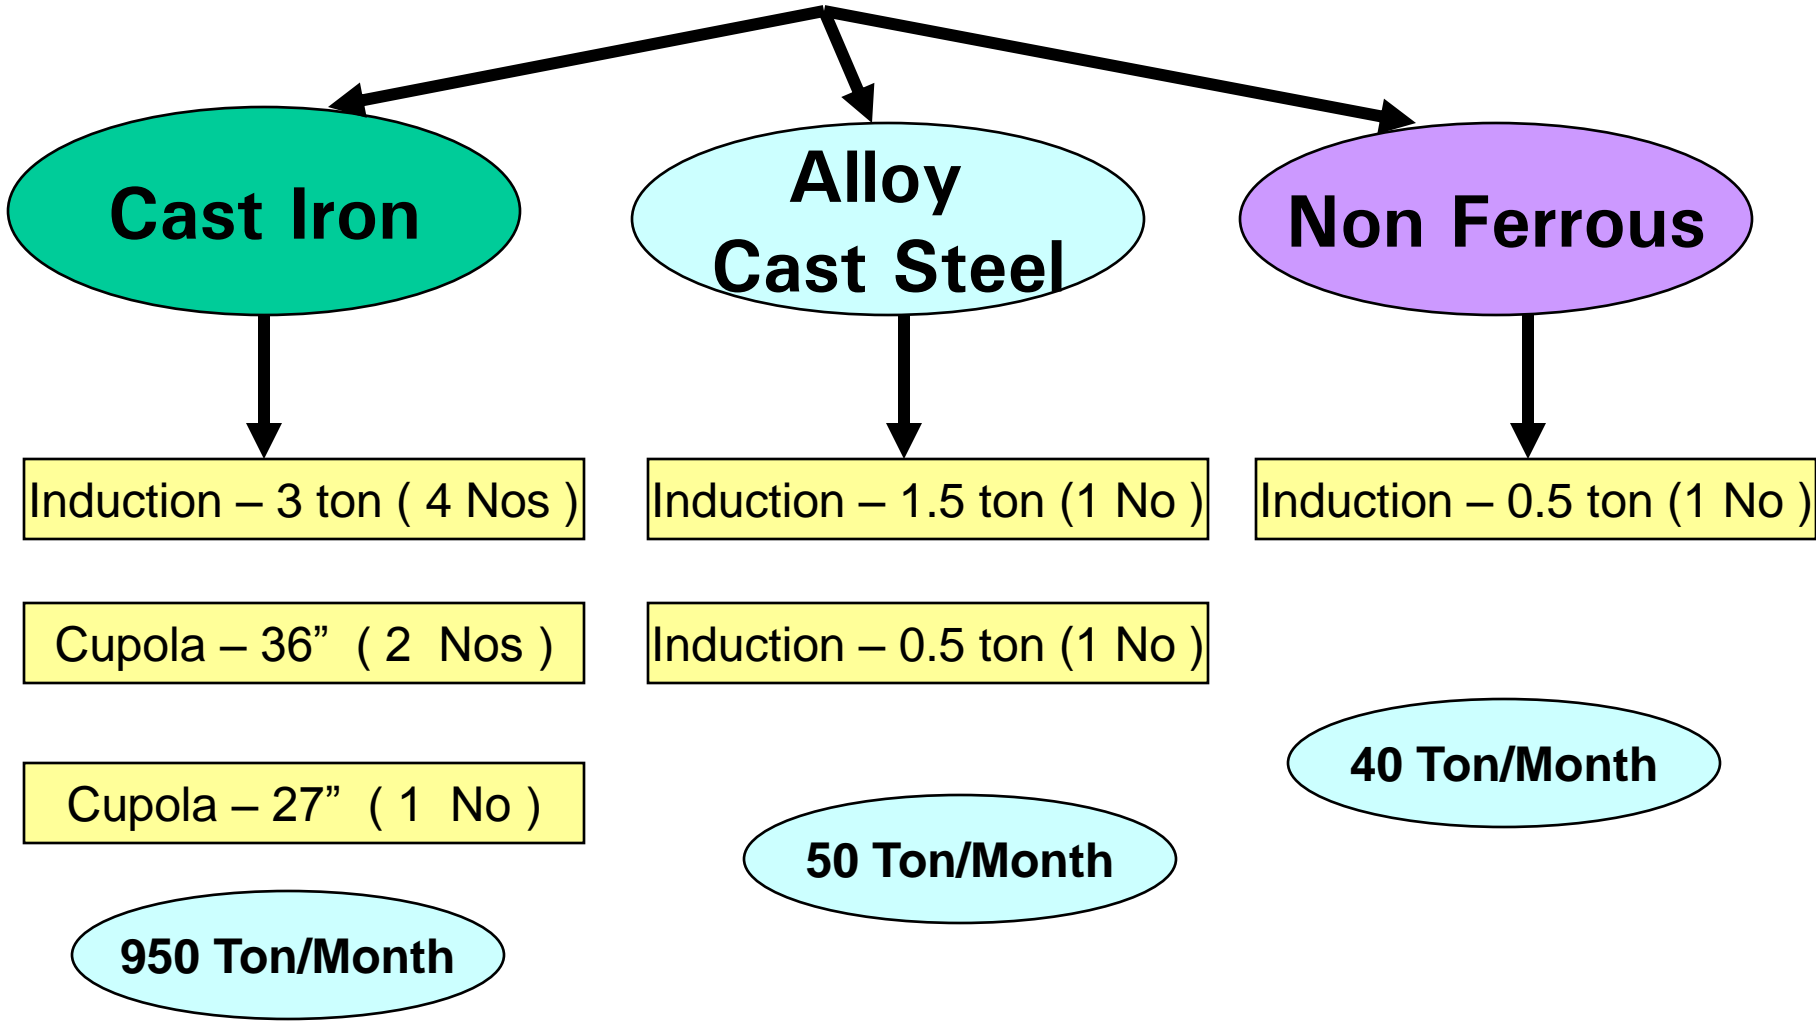 Cast Iron
Alloy
Cast Steel
Non Ferrous
Induction – 3 ton ( 4 Nos )
Induction – 1.5 ton (1 No )
Induction – 0.5 ton (1 No )
Cupola – 36” ( 2 Nos )
Induction – 0.5 ton (1 No )
Cupola – 27” ( 1 No )
40 Ton/Month
50 Ton/Month
950 Ton/Month